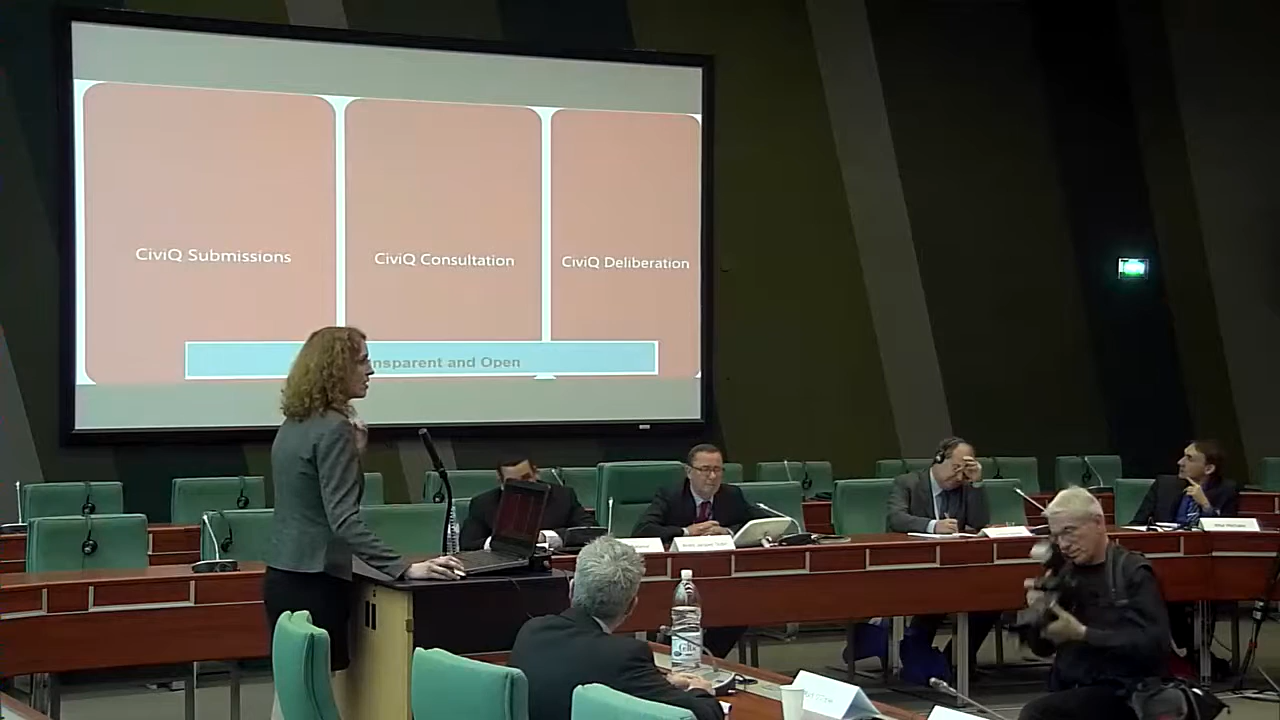 CiviQ Submissions
CiviQ Consultation
CiviQ Deliberation
nsparent and Open